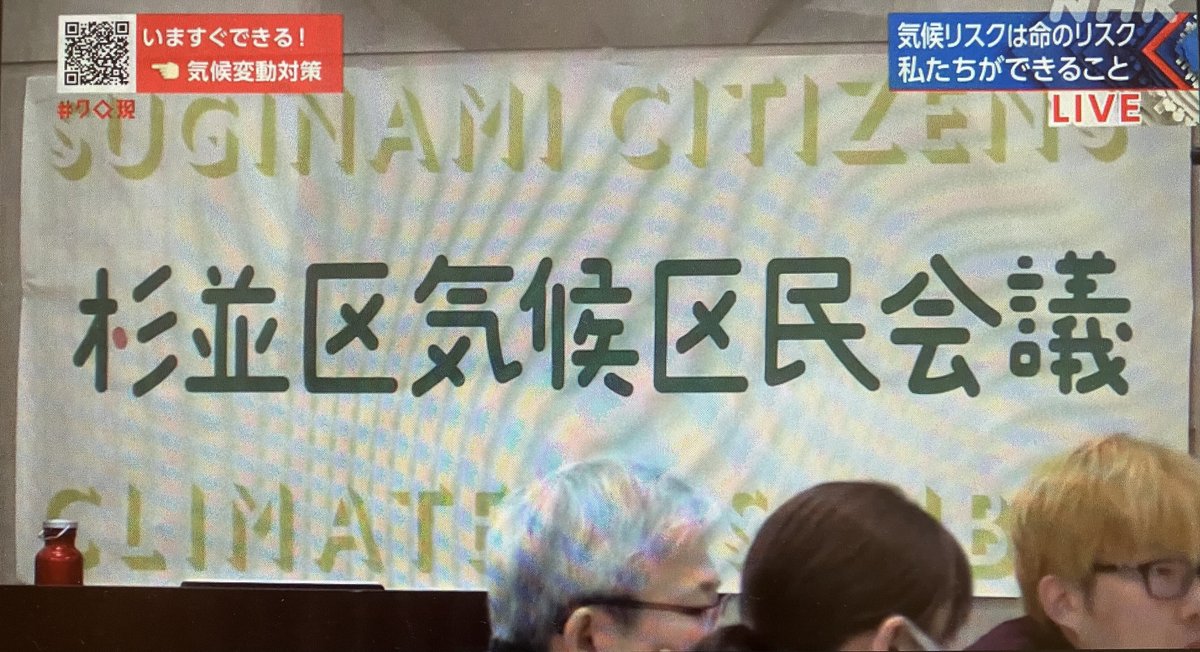 いますぐできる!
👈 気候変動対策
#クロ現
NHK
気候リスクは命のリスク
私たちができること
LIVE
SUGINAMI CITIZENS
杉並区気候区民会議
CLIMATE